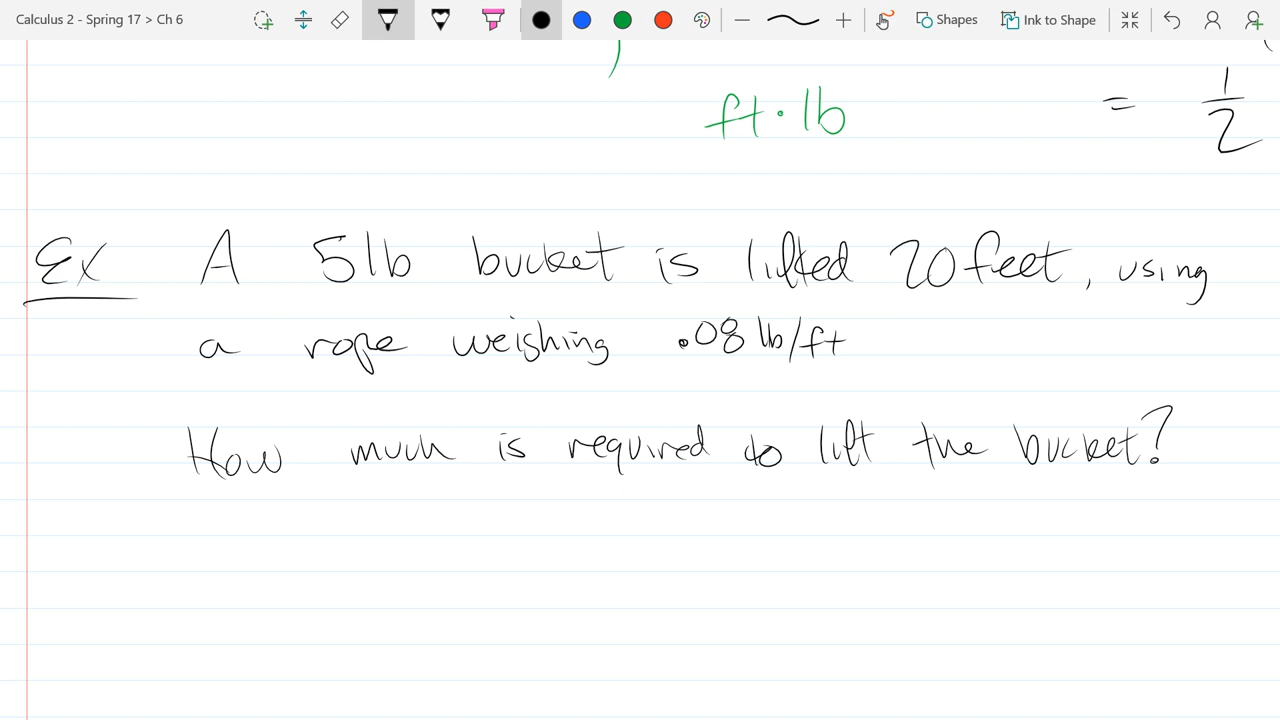 Calculus 2 - Spring 17 > Ch 6
Shapes
Ink to Shape
ft·lb
= 1/2
Ex A 5lb bucket is lifted 20 feet, using
a rope weishing .08 lb/ft
How much is required to lift the bucket?